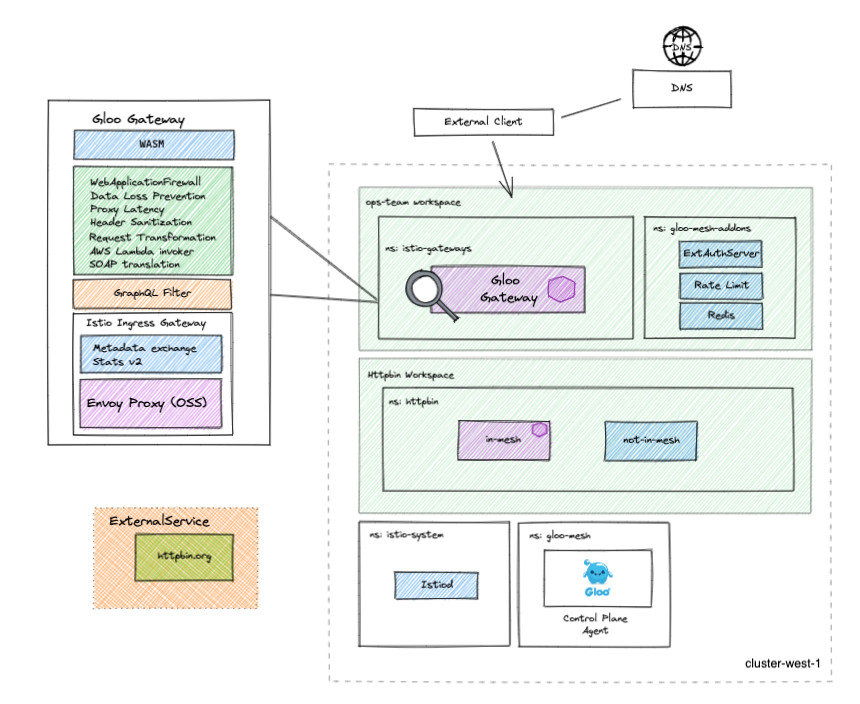 DNS
DNS
External Client
Gloo Gateway
WASM
WebApplicationFirewall
Data Loss Prevention
Proxy Latency
Header Sanitization
Request Transformation
AWS Lambda invoker
SOAP translation
GraphQL Filter
Istio Ingress Gateway
Metadata exchange
Stats v2
Envoy Proxy (OSS)
ExternalService
httpbin.org
ops-team workspace
ns: istio-gateways
Gloo
Gateway
ns: gloo-mesh-addons
ExtAuthServer
Rate Limit
Redis
Httpbin Workspace
ns: httpbin
in-mesh
not-in-mesh
ns: istio-system
Istiod
ns: gloo-mesh
Gloo
Control Plane
Agent
cluster-west-1